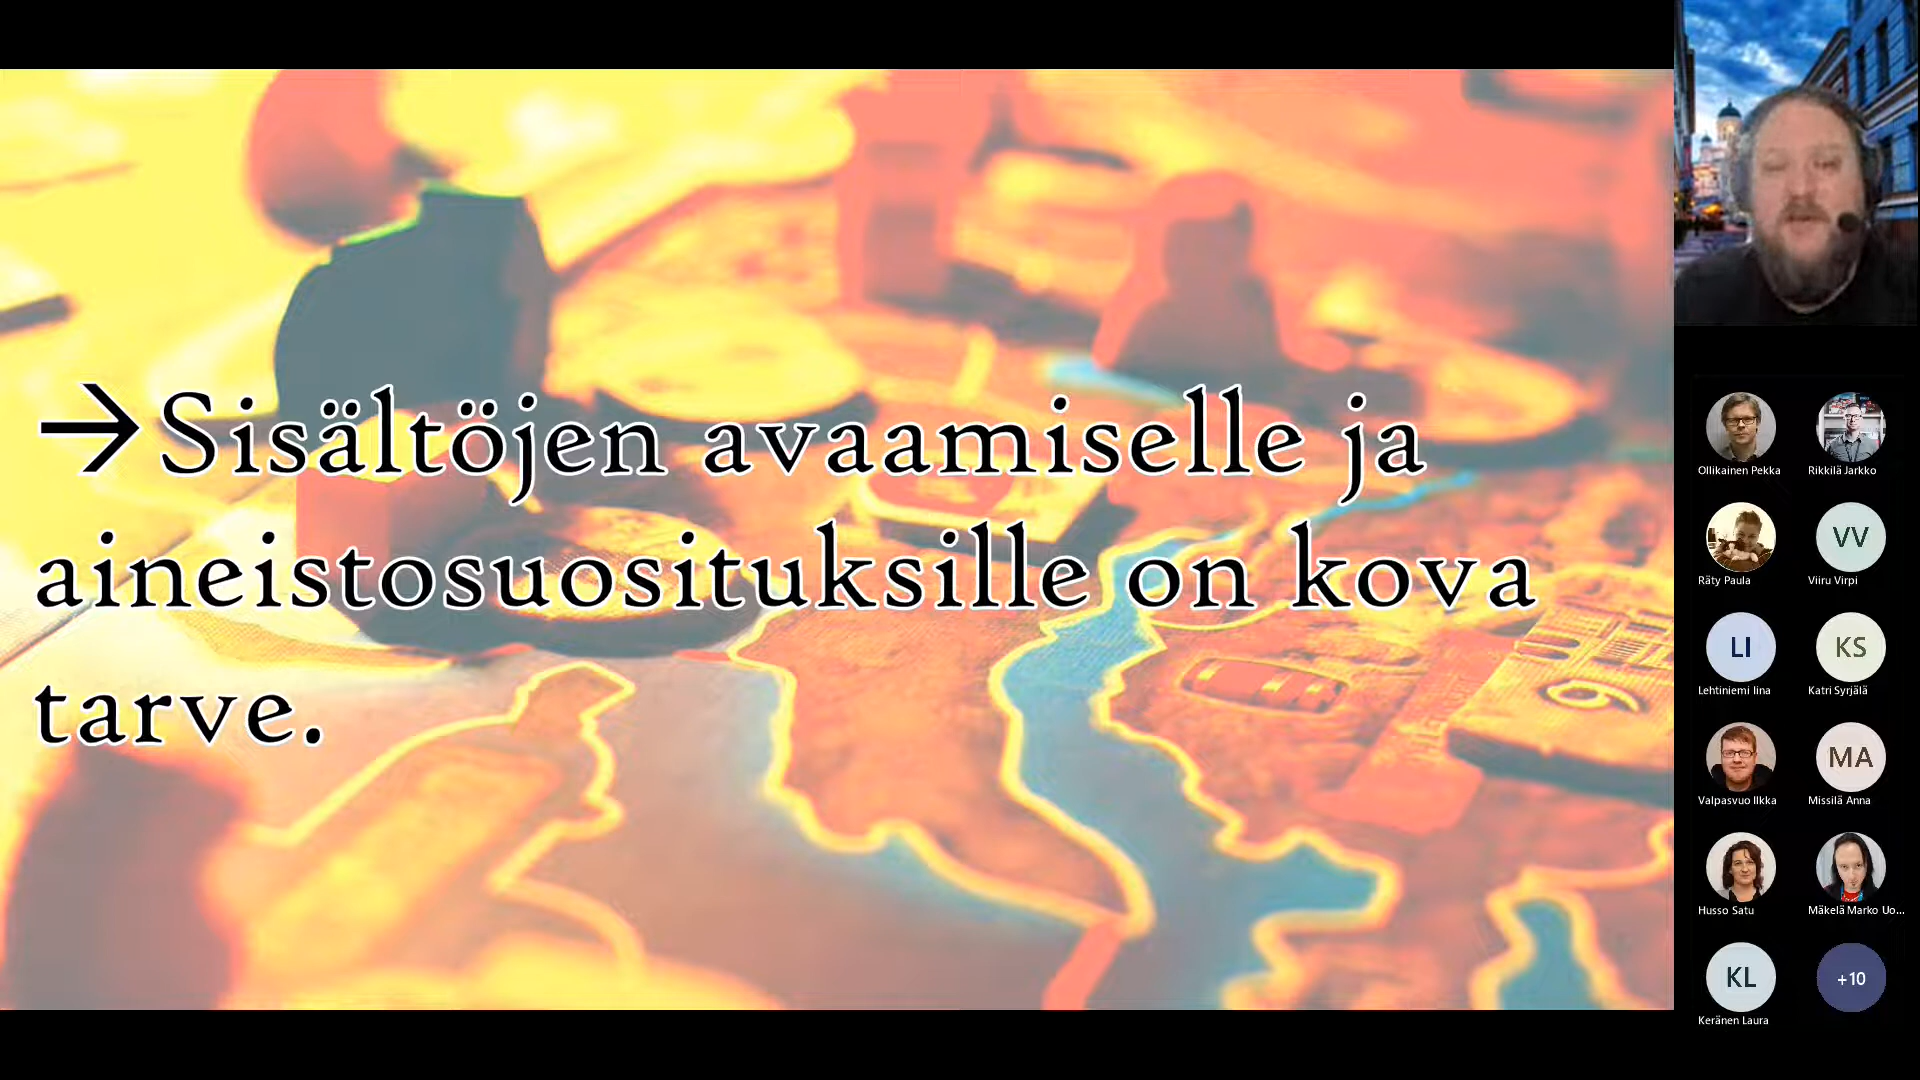 →Sisältöjen avaamiselle ja
aineistosuosituksille on kova
tarve.
6
Ollikainen Pekka
Rikkilä Jarkko
Räty Paula
VV
Viiru Virpi
LI
Lehtiniemi Iina
KS
Katri Syrjälä
Valpasvuo Ilkka
MA
Missilä Anna
Husso Satu
Mäkelä Marko Uo...
KL
Keränen Laura
+10